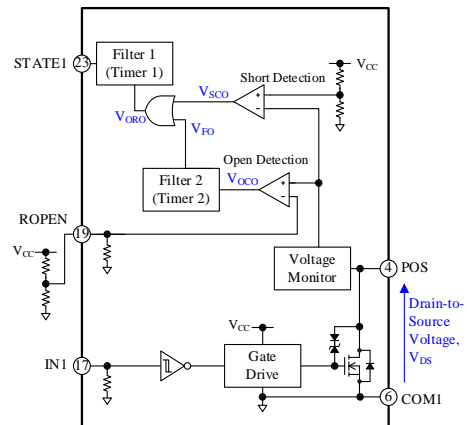 23
STATE1
Filter 1
(Timer 1)
VORO
VSCO
VFO
Short Detection
VCC
+
−
Open Detection
Filter 2
(Timer 2)
VOCO
+
−
ROPEN
19
VCC
Voltage
Monitor
4
POS
Drain-to-
Source
Voltage,
VDS
VCC
IN1
17
Gate
Drive
6
COM1